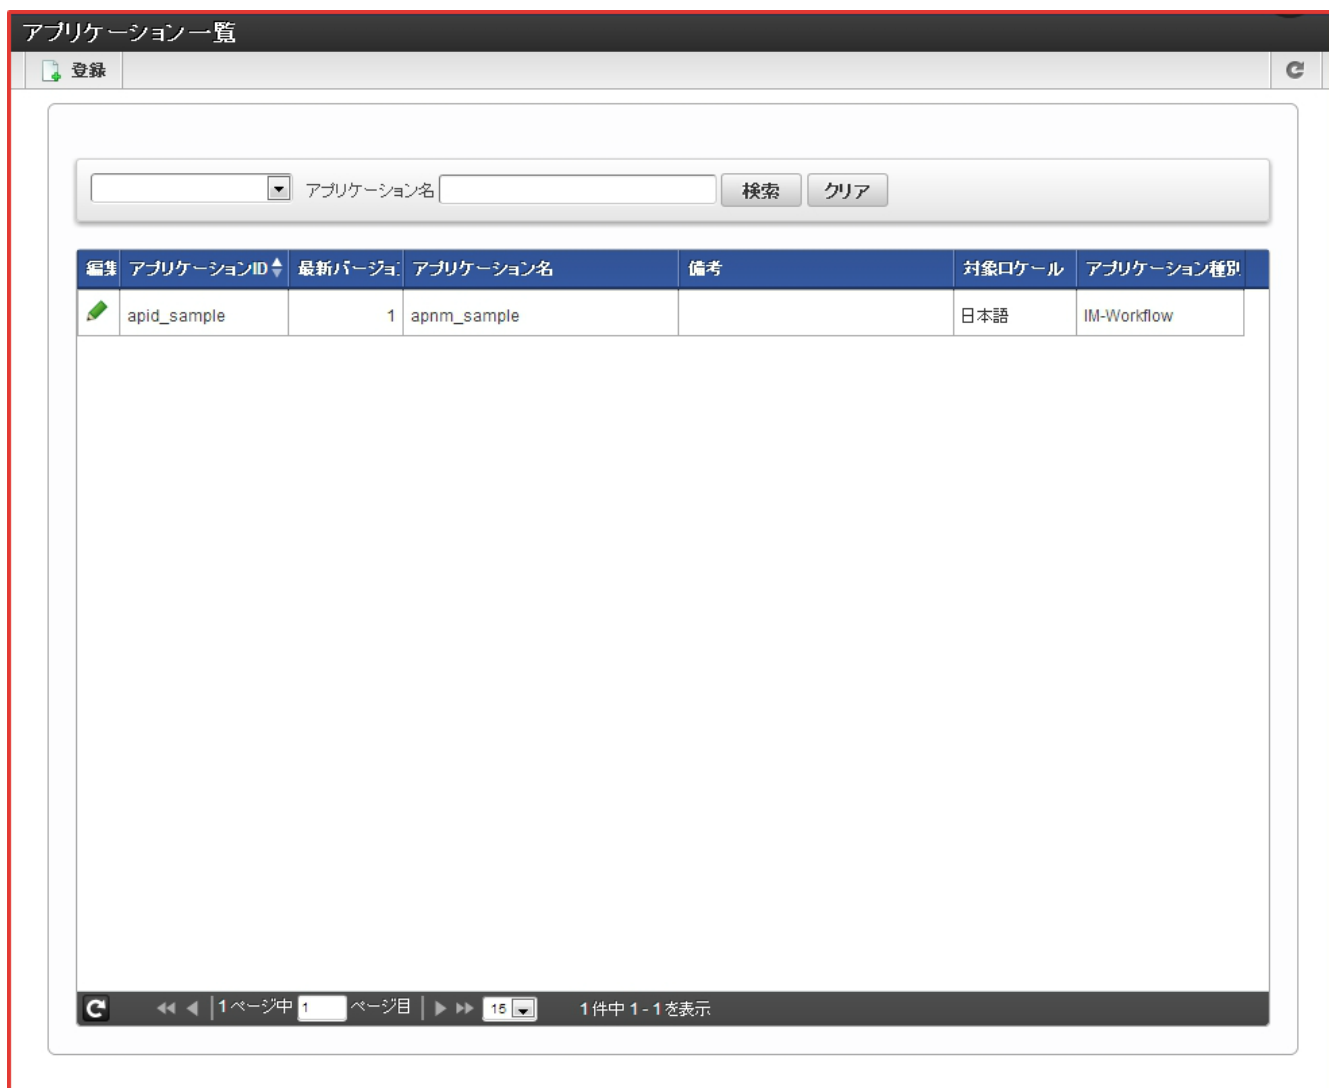 アプリケーション一覧
登録
アプリケーション名 検索 クリア
編集 アプリケーションID 最新バージョ アプリケーション名 備考 対象ロケール アプリケーション種別
apid_sample 1 apnm_sample 日本語 IM-Workflow
1 ページ中 1 ページ目 15 1 件中 1 - 1 を表示